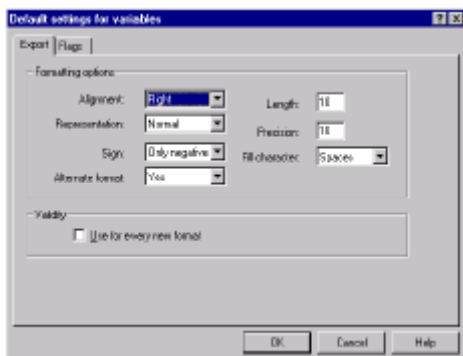 Default settings for variables
Export Flags
Formatting options
Alignment: Right
Representation: Normal
Sign: Only negative
Alternate format: Yes
Length: 10
Precision: 10
Fill character: Spaces
Validity
Use for every new format
OK Cancel Help